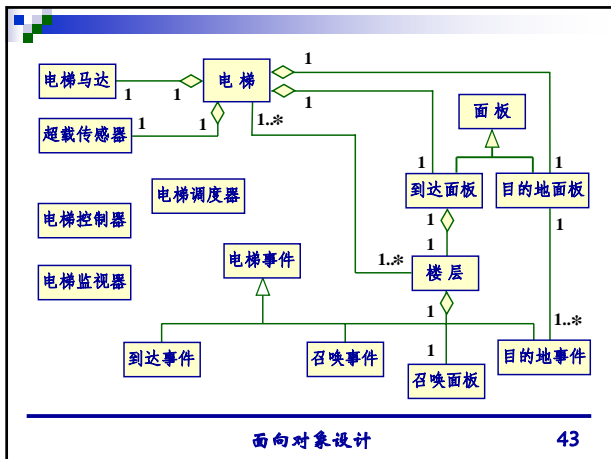 电梯马达
1
1
电 梯
1
1
面 板
超载传感器
1
1
1..*
1
到达面板
1
目的地面板
电梯调度器
电梯控制器
1
1
1
电梯事件
1..*
楼 层
电梯监视器
1
1..*
到达事件
召唤事件
1
召唤面板
目的地事件
面向对象设计
43